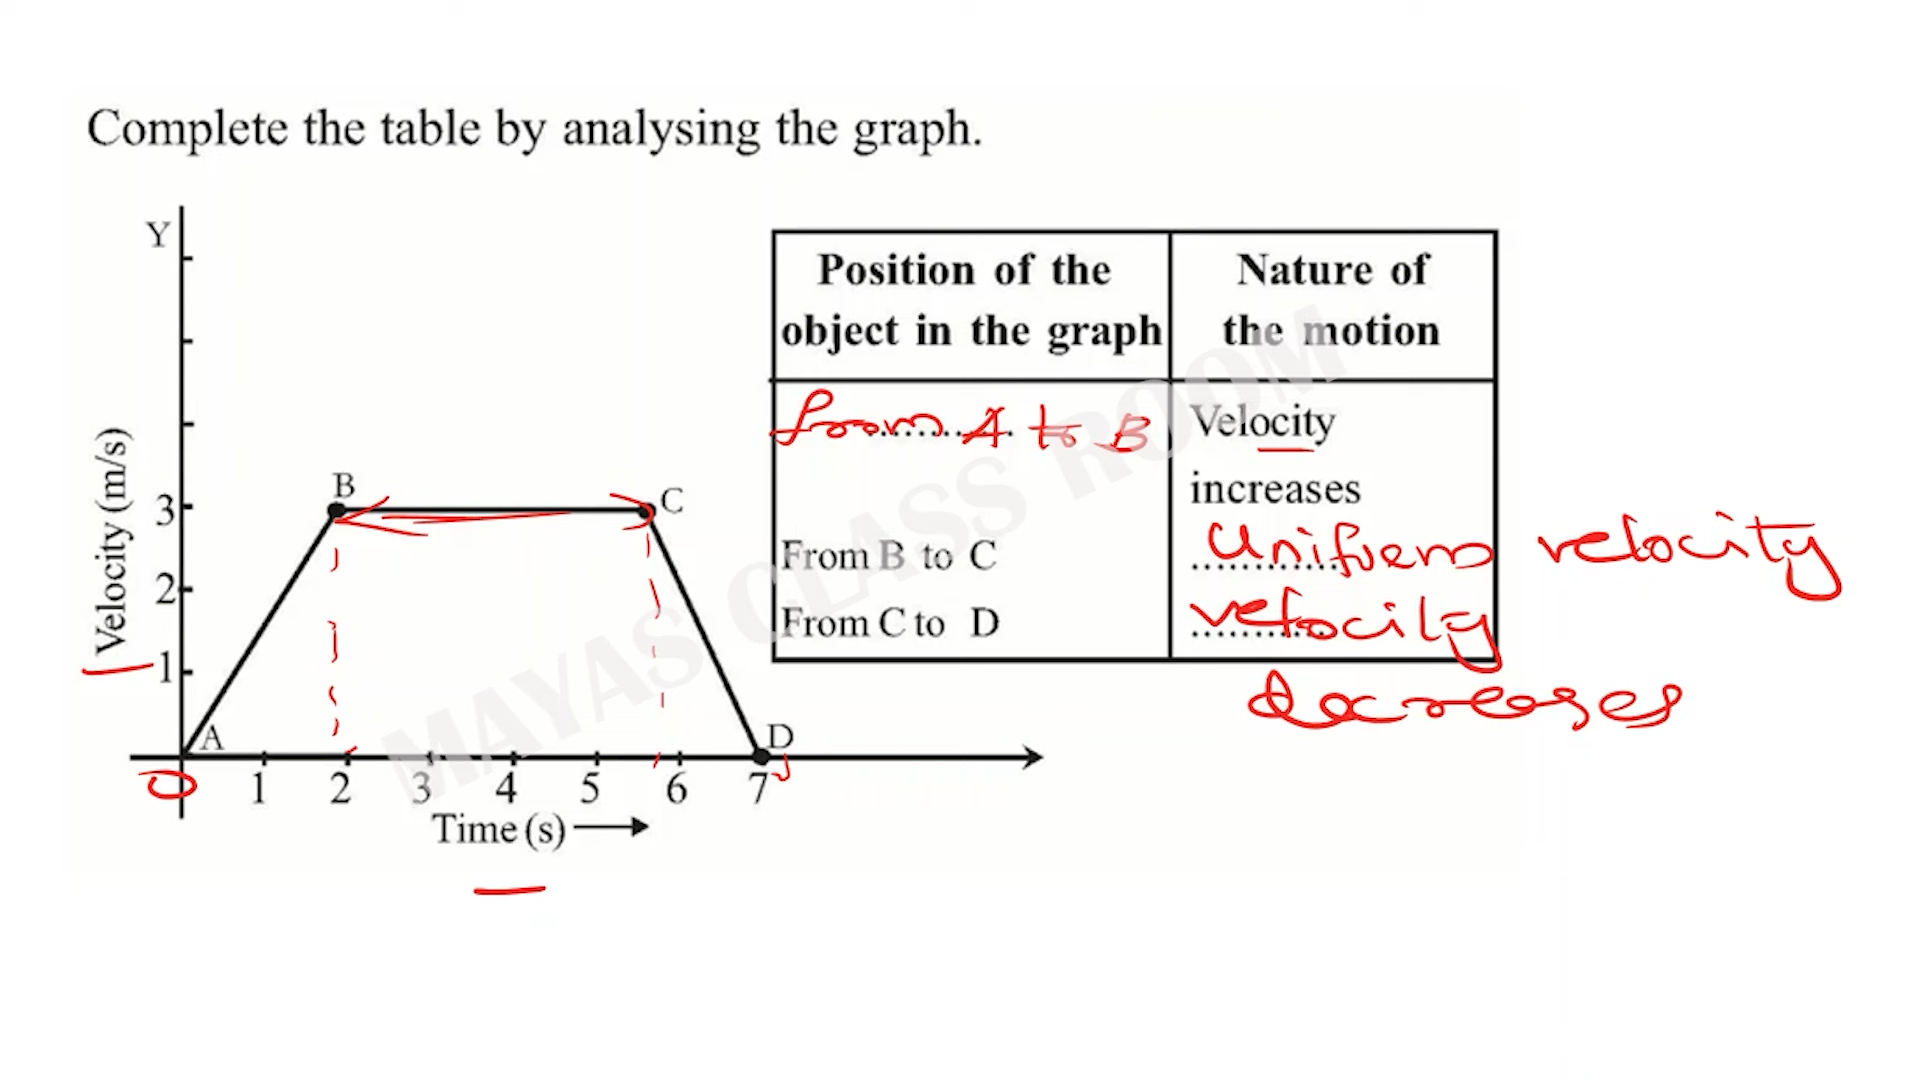 Complete the table by analysing the graph.
Y
Velocity (m/s)
3
2
1
A
B
C
D
0
1 2 3 4 5 6 7
Time (s)
Position of the object in the graph
Nature of the motion
from A to B
Velocity increases
From B to C
Uniform velocity
From C to D
velocity decreases
MAYAS CLASS ROOM